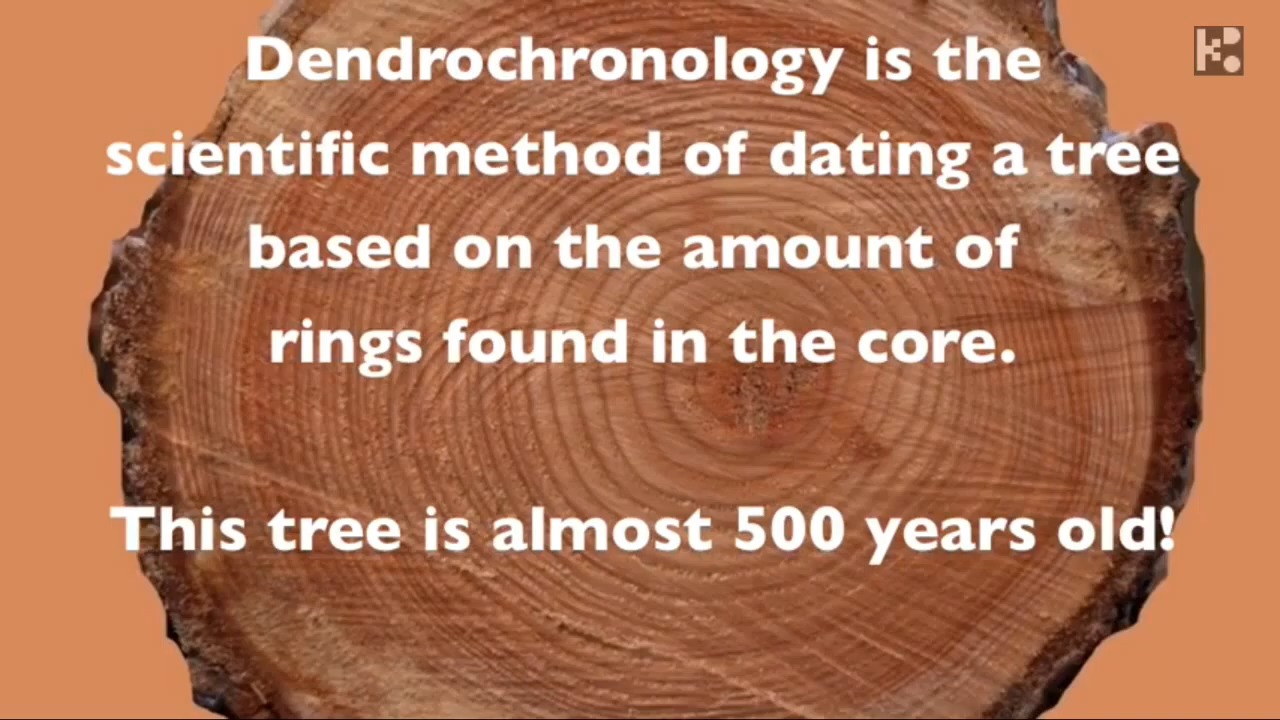 Dendrochronology is the
scientific method of dating a tree
based on the amount of
rings found in the core.
This tree is almost 500 years old!